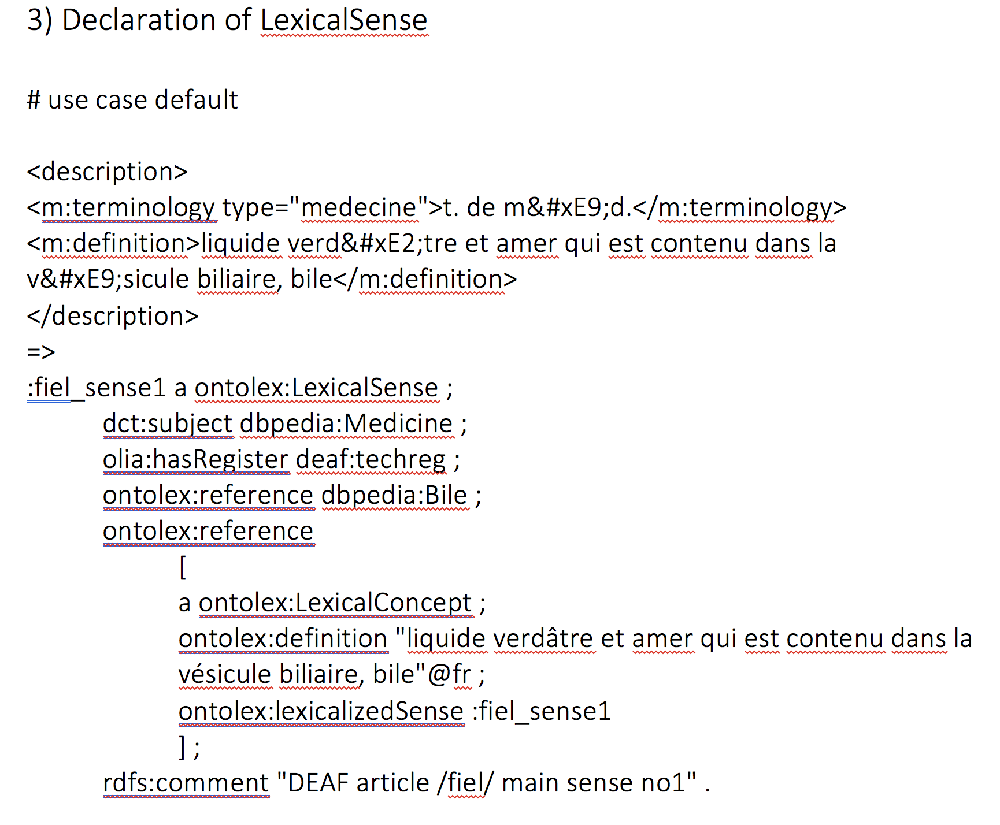 3) Declaration of LexicalSense
# use case default
<description>
<m:terminology type="medecine">t. de m&#xE9;d.</m:terminology>
<m:definition>liquide verd&#xE2;tre et amer qui est contenu dans la
v&#xE9;sicule biliaire, bile</m:definition>
</description>
=>
:fiel_sense1 a ontolex:LexicalSense ;
dct:subject dbpedia:Medicine ;
olia:hasRegister deaf:techreg ;
ontolex:reference dbpedia:Bile ;
ontolex:reference
[
a ontolex:LexicalConcept ;
ontolex:definition "liquide verdâtre et amer qui est contenu dans la
vésicule biliaire, bile"@fr ;
ontolex:lexicalizedSense :fiel_sense1
] ;
rdfs:comment "DEAF article /fiel/ main sense no1" .